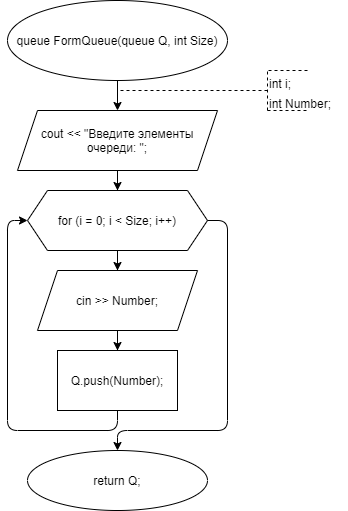 queue FormQueue(queue Q, int Size)
int i;
int Number;
cout << "Введите элементы
очереди: ";
for (i = 0; i < Size; i++)
cin >> Number;
Q.push(Number);
return Q;